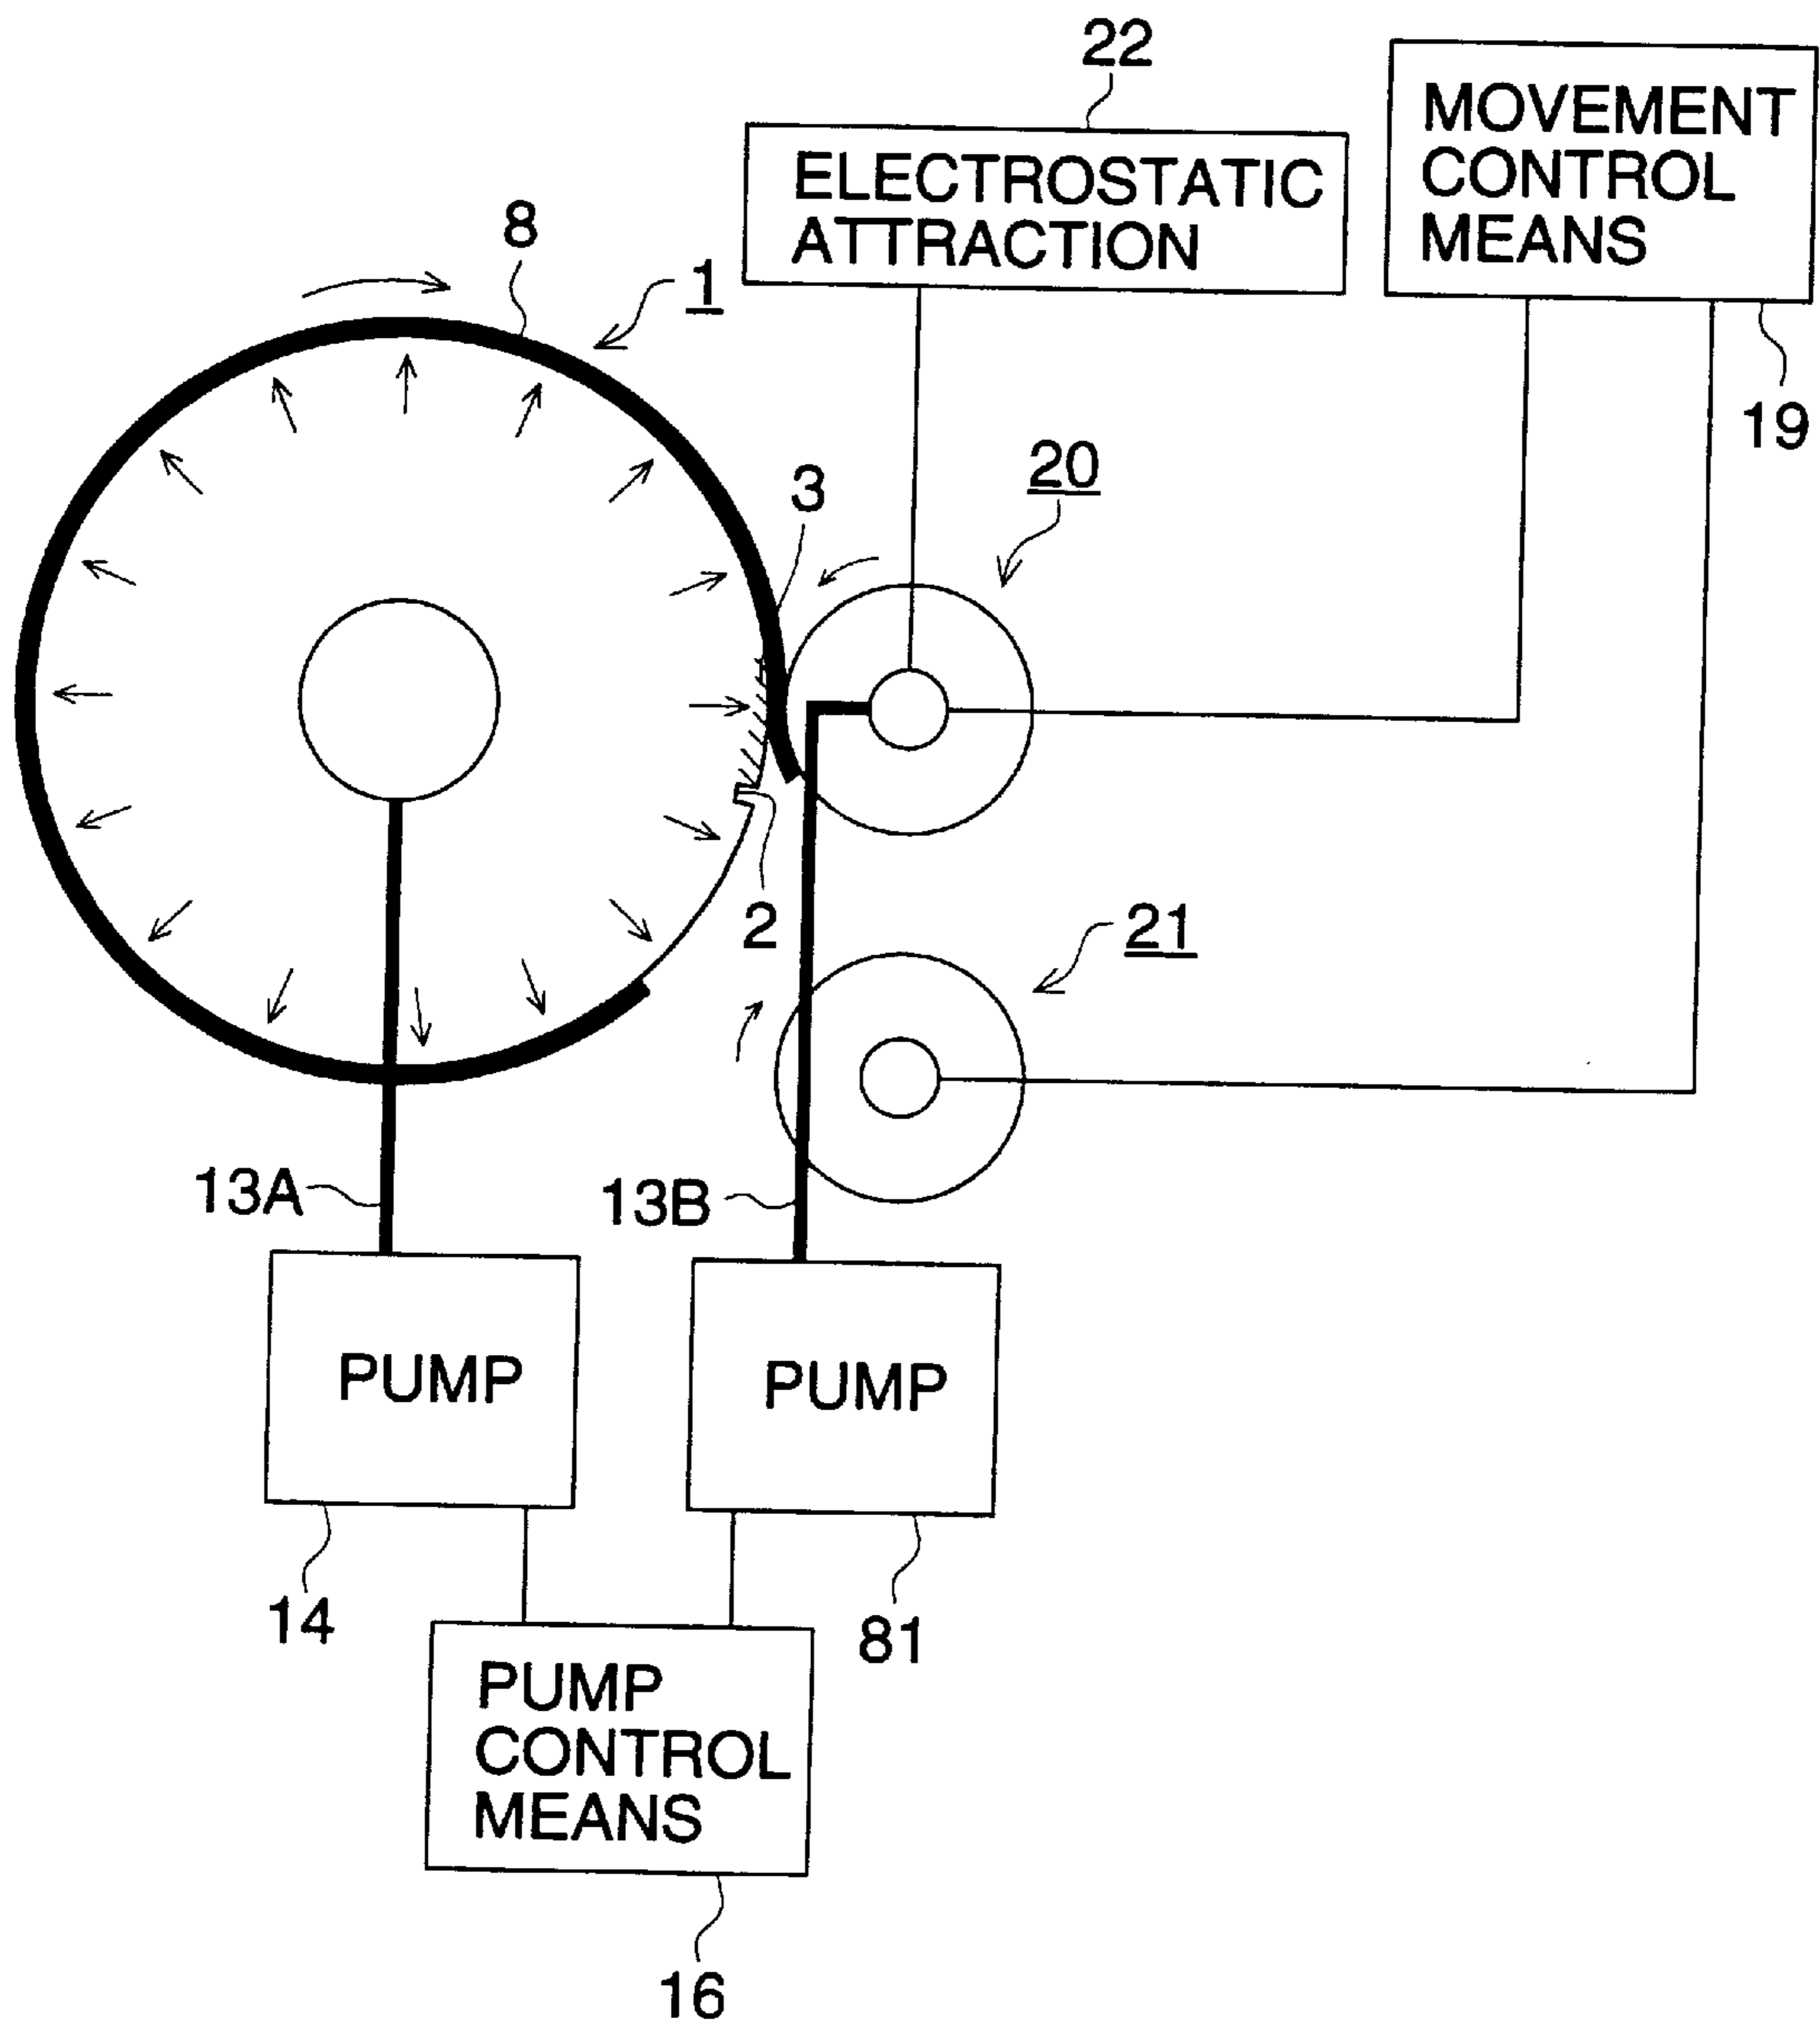 22
MOVEMENT
CONTROL
MEANS
ELECTROSTATIC
ATTRACTION
8
1
19
20
3
2
21
13A
13B
PUMP
PUMP
14
81
PUMP
CONTROL
MEANS
16